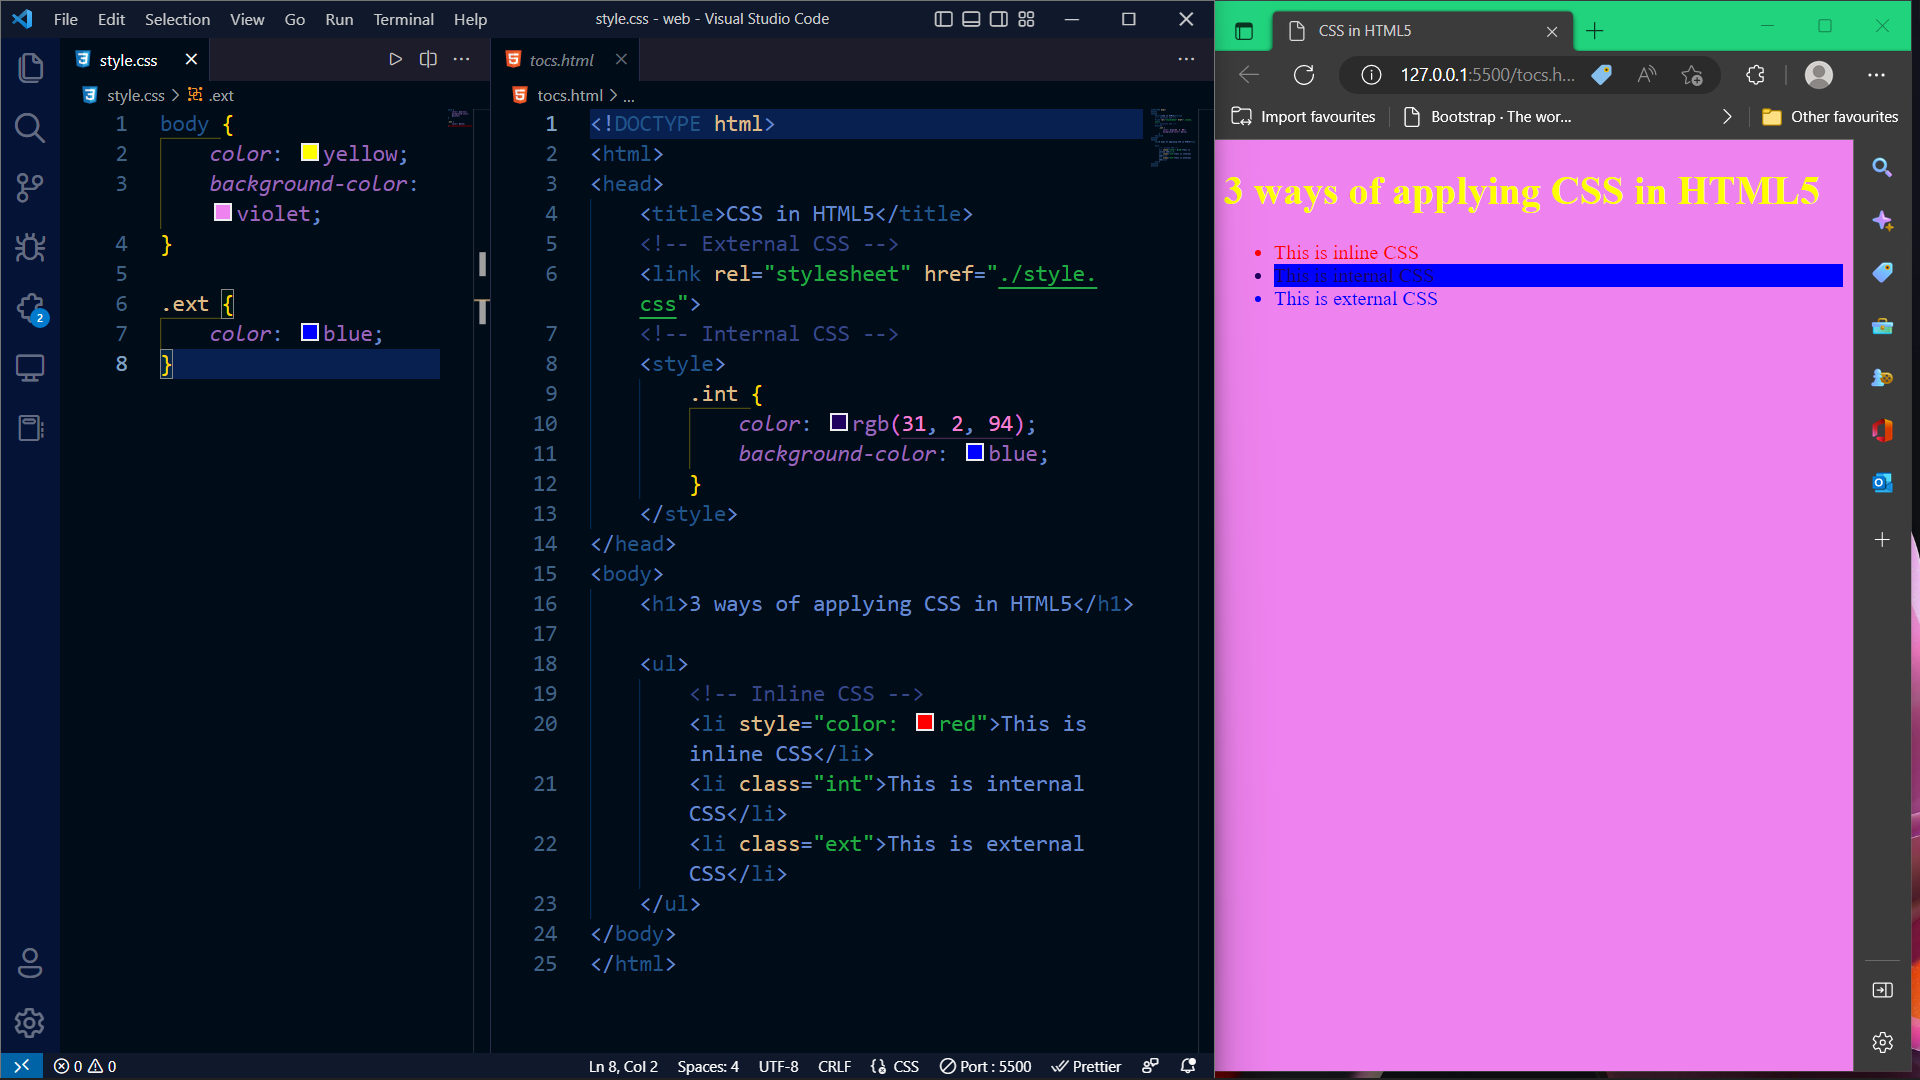 File Edit Selection View Go Run Terminal Help
style.css - web - Visual Studio Code
style.css
style.css > .ext
1 body {
2 color: yellow;
3 background-color:
violet;
4 }
5
6 .ext {
7 color: blue;
8 }
tocs.html
tocs.html > ...
1 <!DOCTYPE html>
2 <html>
3 <head>
4 <title>CSS in HTML5</title>
5 <!-- External CSS -->
6 <link rel="stylesheet" href="./style.
css">
7 <!-- Internal CSS -->
8 <style>
9 .int {
10 color: rgb(31, 2, 94);
11 background-color: blue;
12 }
13 </style>
14 </head>
15 <body>
16 <h1>3 ways of applying CSS in HTML5</h1>
17
18 <ul>
19 <!-- Inline CSS -->
20 <li style="color: red">This is
inline CSS</li>
21 <li class="int">This is internal
CSS</li>
22 <li class="ext">This is external
CSS</li>
23 </ul>
24 </body>
25 </html>
2
0 0
Ln 8, Col 2 Spaces: 4 UTF-8 CRLF CSS Port : 5500 Prettier
CSS in HTML5
127.0.0.1:5500/tocs.h...
Import favourites Bootstrap · The wor... Other favourites
3 ways of applying CSS in HTML5
This is inline CSS
This is internal CSS
This is external CSS